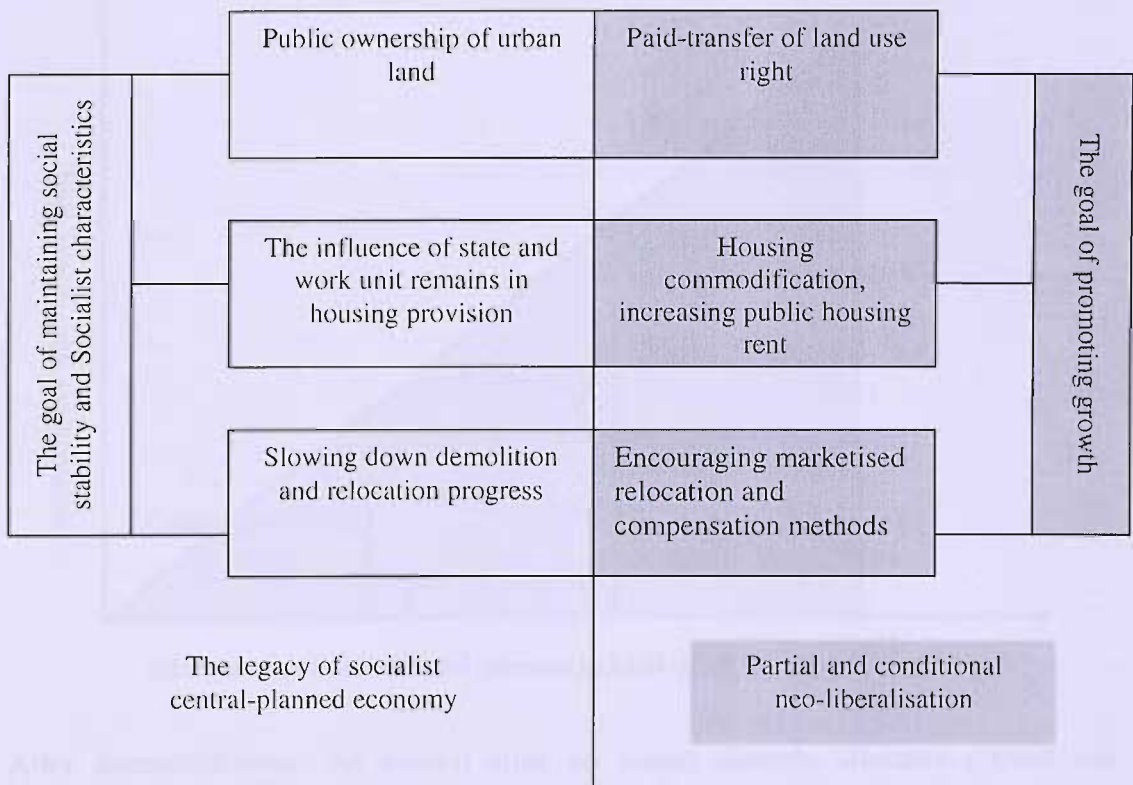 Public ownership of urban
land
Paid-transfer of land use
right
The goal of maintaining social
stability and Socialist characteristics
The influence of state and
work unit remains in
housing provision
Housing
commodification,
increasing public housing
rent
The goal of promoting growth
Slowing down demolition
and relocation progress
Encouraging marketised
relocation and
compensation methods
The legacy of socialist
central-planned economy
Partial and conditional
neo-liberalisation